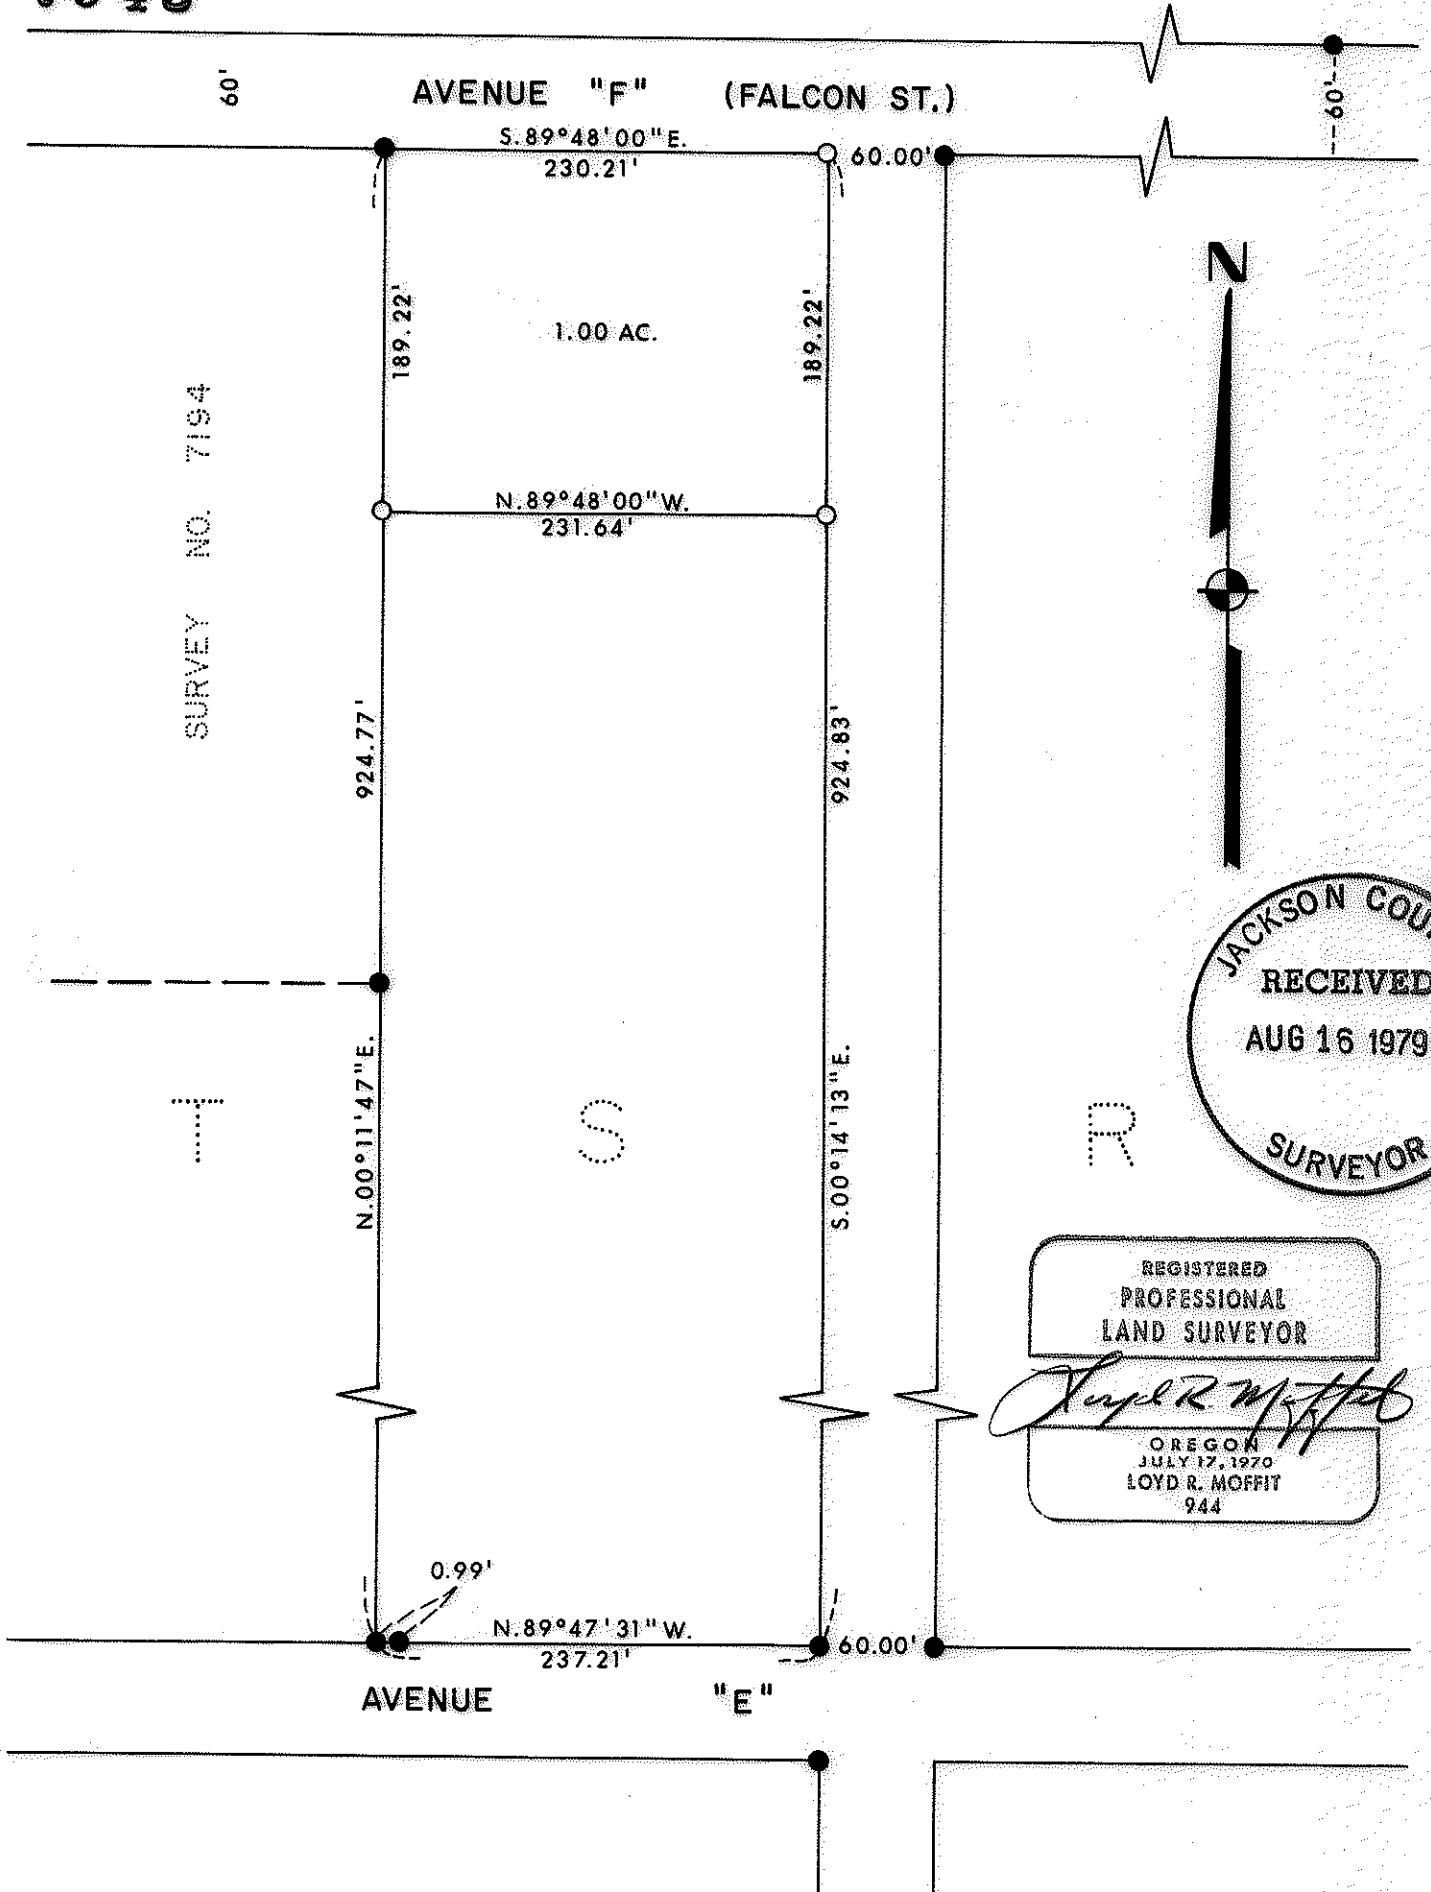 60'
AVENUE "F" (FALCON ST.)
60'
S.89°48'00"E.
230.21'
60.00'
189.22'
1.00 AC.
189.22'
N
SURVEY NO. 7194
N.89°48'00"W.
231.64'
924.77'
924.83'
JACKSON COU
RECEIVED
AUG 16 1979
SURVEYOR
N.00°11'47"E.
S.00°14'13"E.
T
S
R
REGISTERED
PROFESSIONAL
LAND SURVEYOR
Loyd R. Moffit
OREGON
JULY 17, 1970
LOYD R. MOFFIT
944
0.99'
N.89°47'31"W.
237.21'
60.00'
AVENUE "E"